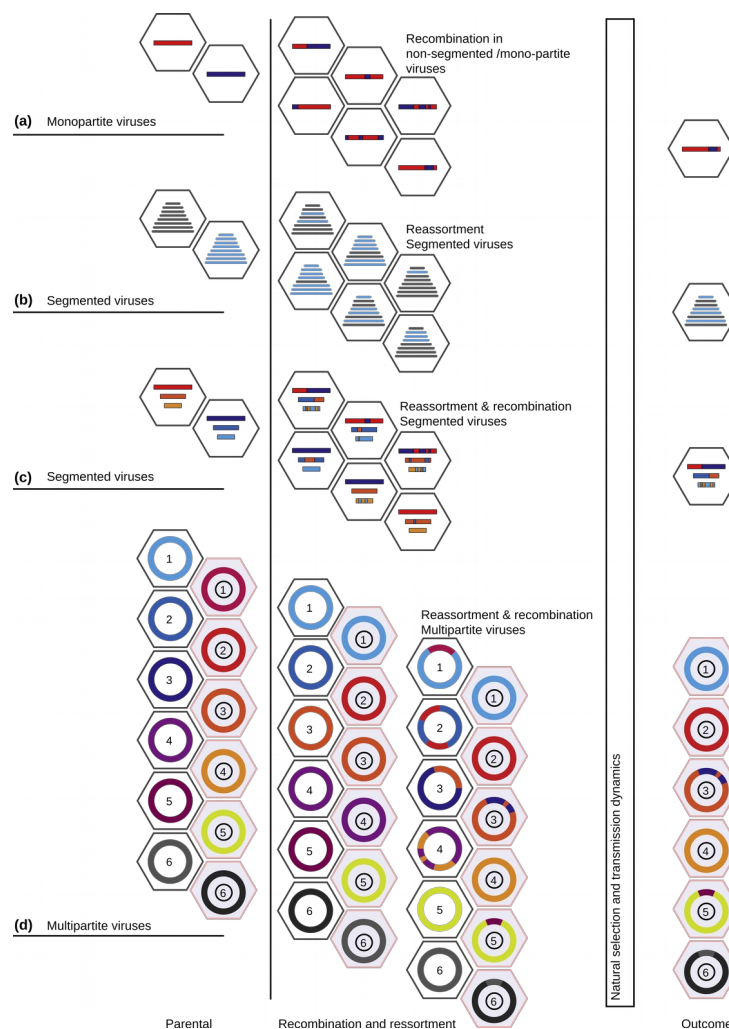 Recombination in
non-segmented /mono-partite
viruses
(a) Monopartite viruses
Reassortment
Segmented viruses
(b) Segmented viruses
Reassortment & recombination
Segmented viruses
(c) Segmented viruses
1
1
2
2
3
3
4
4
5
5
6
6
1
1
2
2
3
3
4
4
5
5
6
6
Reassortment & recombination
Multipartite viruses
1
1
2
2
3
3
4
4
5
5
6
6
1
2
3
4
5
6
Natural selection and transmission dynamics
(d) Multipartite viruses
Parental
Recombination and ressortment
Outcome